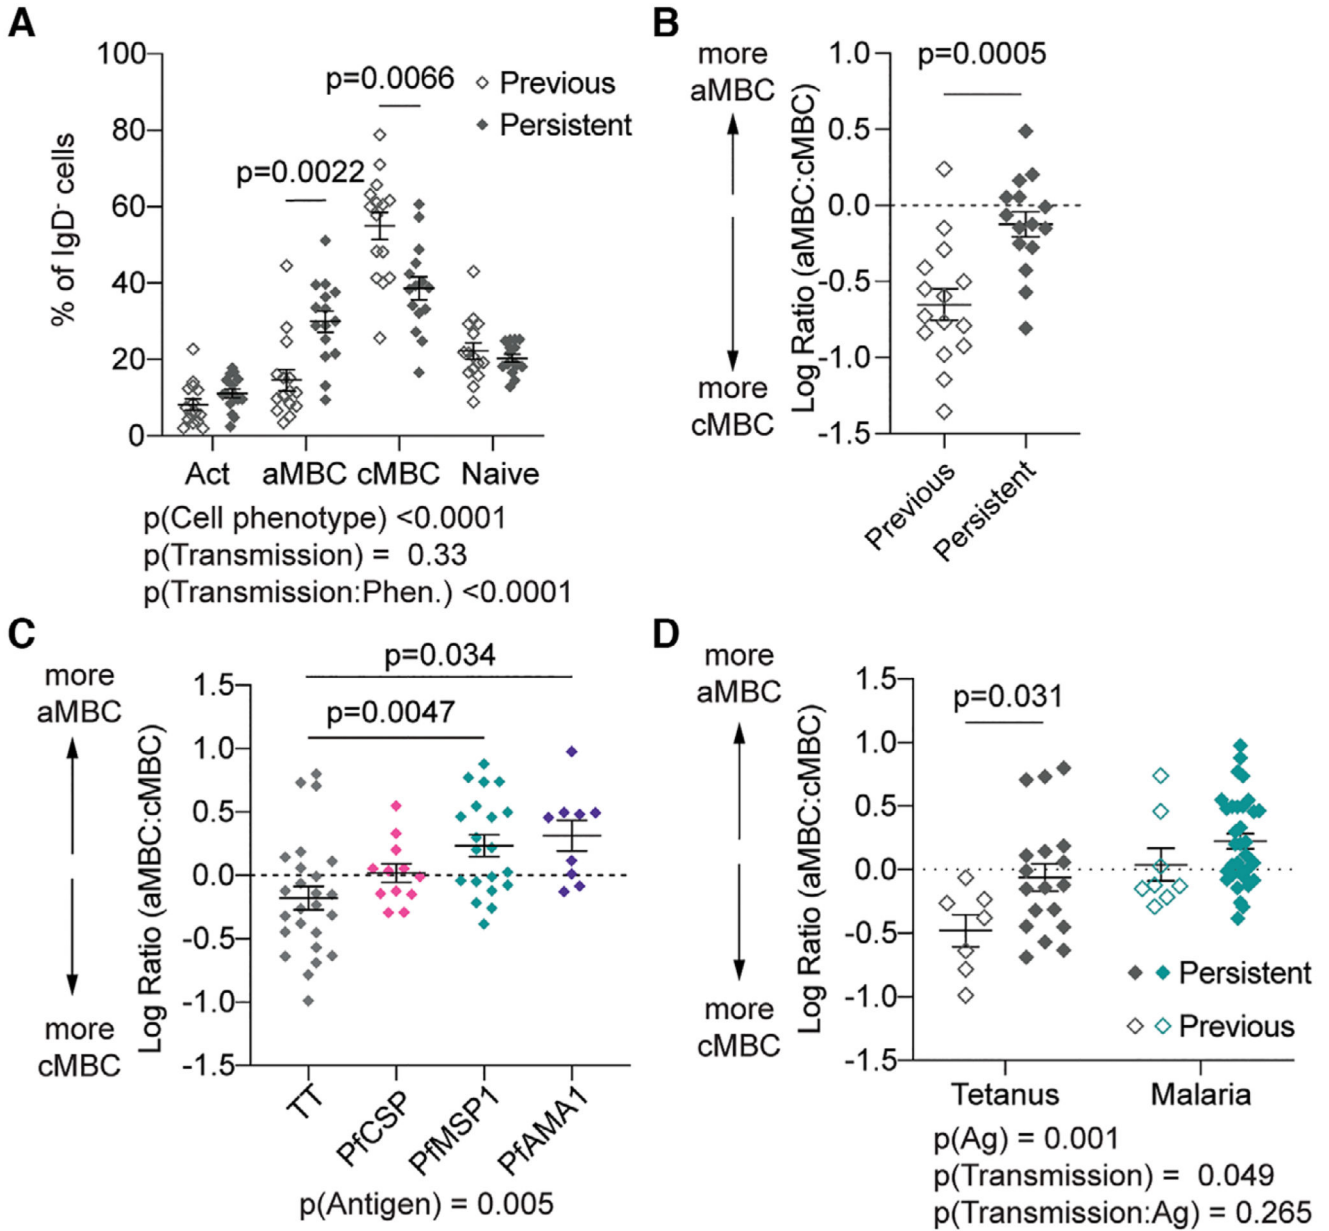 A
100
80
60
40
20
0
% of IgD- cells
p=0.0066
p=0.0022
Previous
Persistent
Act aMBC cMBC Naive
p(Cell phenotype) <0.0001
p(Transmission) = 0.33
p(Transmission:Phen.) <0.0001
B
more
aMBC
more
cMBC
Log Ratio (aMBC:cMBC)
1.0
0.5
0.0
-0.5
-1.0
-1.5
p=0.0005
Previous
Persistent
C
more
aMBC
more
cMBC
Log Ratio (aMBC:cMBC)
1.5
1.0
0.5
0.0
-0.5
-1.0
-1.5
p=0.034
p=0.0047
TT
PfCSP
PfMSP1
PfAMA1
p(Antigen) = 0.005
D
more
aMBC
more
cMBC
Log Ratio (aMBC:cMBC)
1.5
1.0
0.5
0.0
-0.5
-1.0
-1.5
p=0.031
Persistent
Previous
Tetanus Malaria
p(Ag) = 0.001
p(Transmission) = 0.049
p(Transmission:Ag) = 0.265